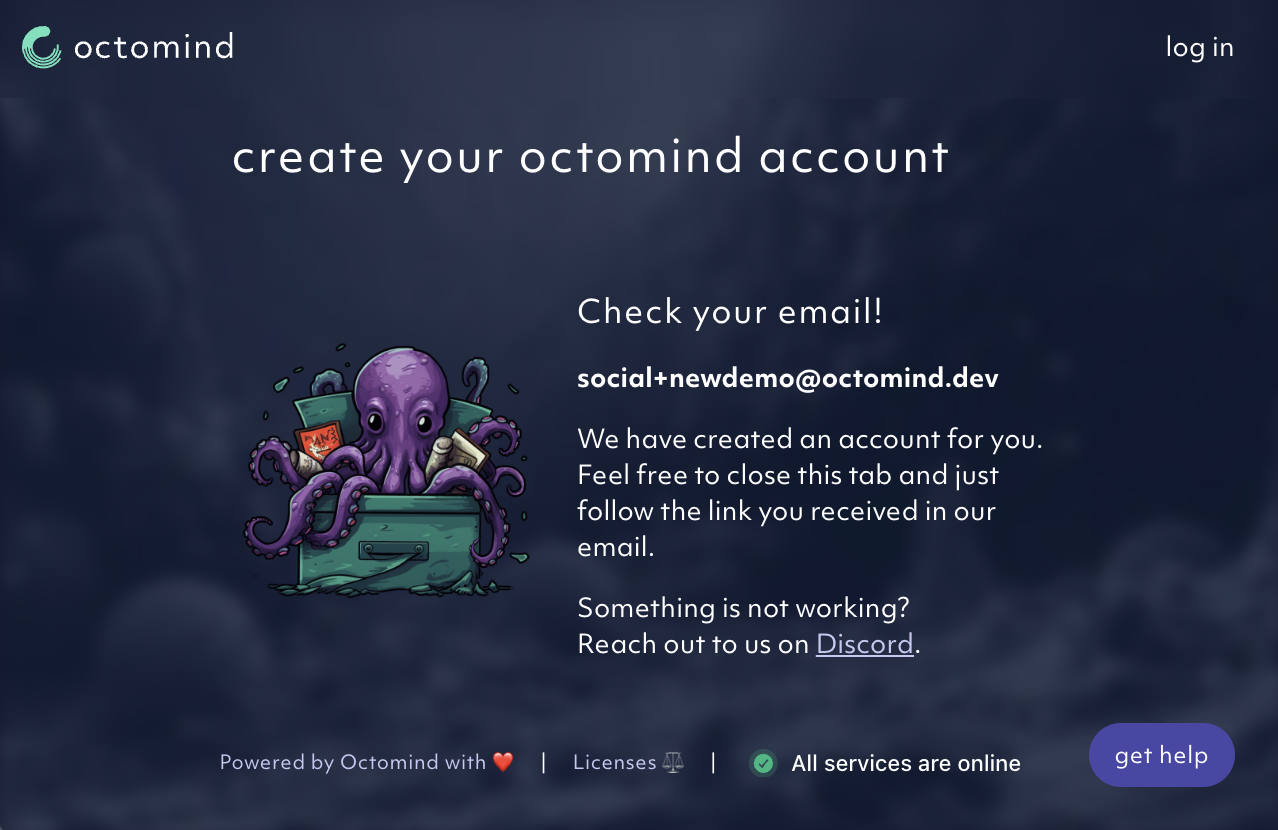 octomind
log in
create your octomind account
Check your email!
social+newdemo@octomind.dev
We have created an account for you.
Feel free to close this tab and just
follow the link you received in our
email.
Something is not working?
Reach out to us on Discord.
Powered by Octomind with ❤️ | Licenses ⚖️ | All services are online
get help